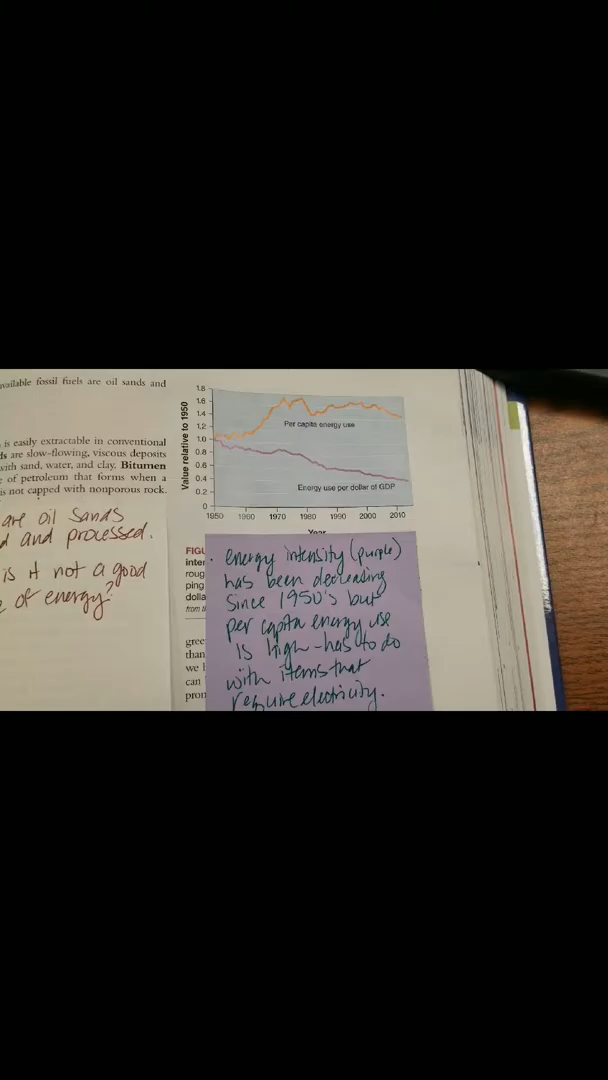 vailable fossil fuels are oil sands and
is easily extractable in conventional
ds are slow-flowing, viscous deposits
with sand, water, and clay. Bitumen
of petroleum that forms when a
is not capped with nonporous rock.
are oil sands
d and processed.
is it not a good
of energy?
Value relative to 1950
1.8
1.6
1.4
1.2
1.0
0.8
0.6
0.4
0.2
0
Per capita energy use
Energy use per dollar of GDP
1950 1960 1970 1980 1990 2000 2010
Year
FIGU
inter
roug
ping
dolla
from t
energy intensity (purple)
has been decreasing
since 1950's but
per capita energy use
is high - has to do
with items that
require electricity.
gree
than
we l
can
pron